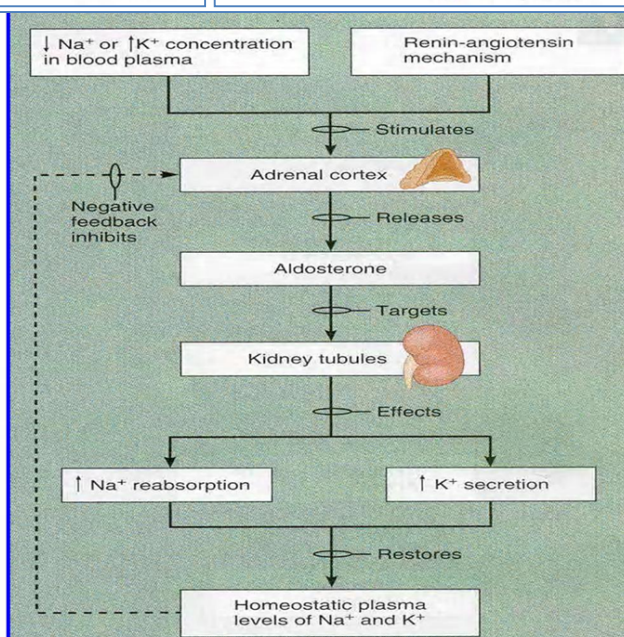 ↓ Na⁺ or ↑K⁺ concentration
in blood plasma
Renin-angiotensin
mechanism
Stimulates
Adrenal cortex
Negative
feedback
inhibits
Releases
Aldosterone
Targets
Kidney tubules
Effects
↑ Na⁺ reabsorption
↑ K⁺ secretion
Restores
Homeostatic plasma
levels of Na⁺ and K⁺